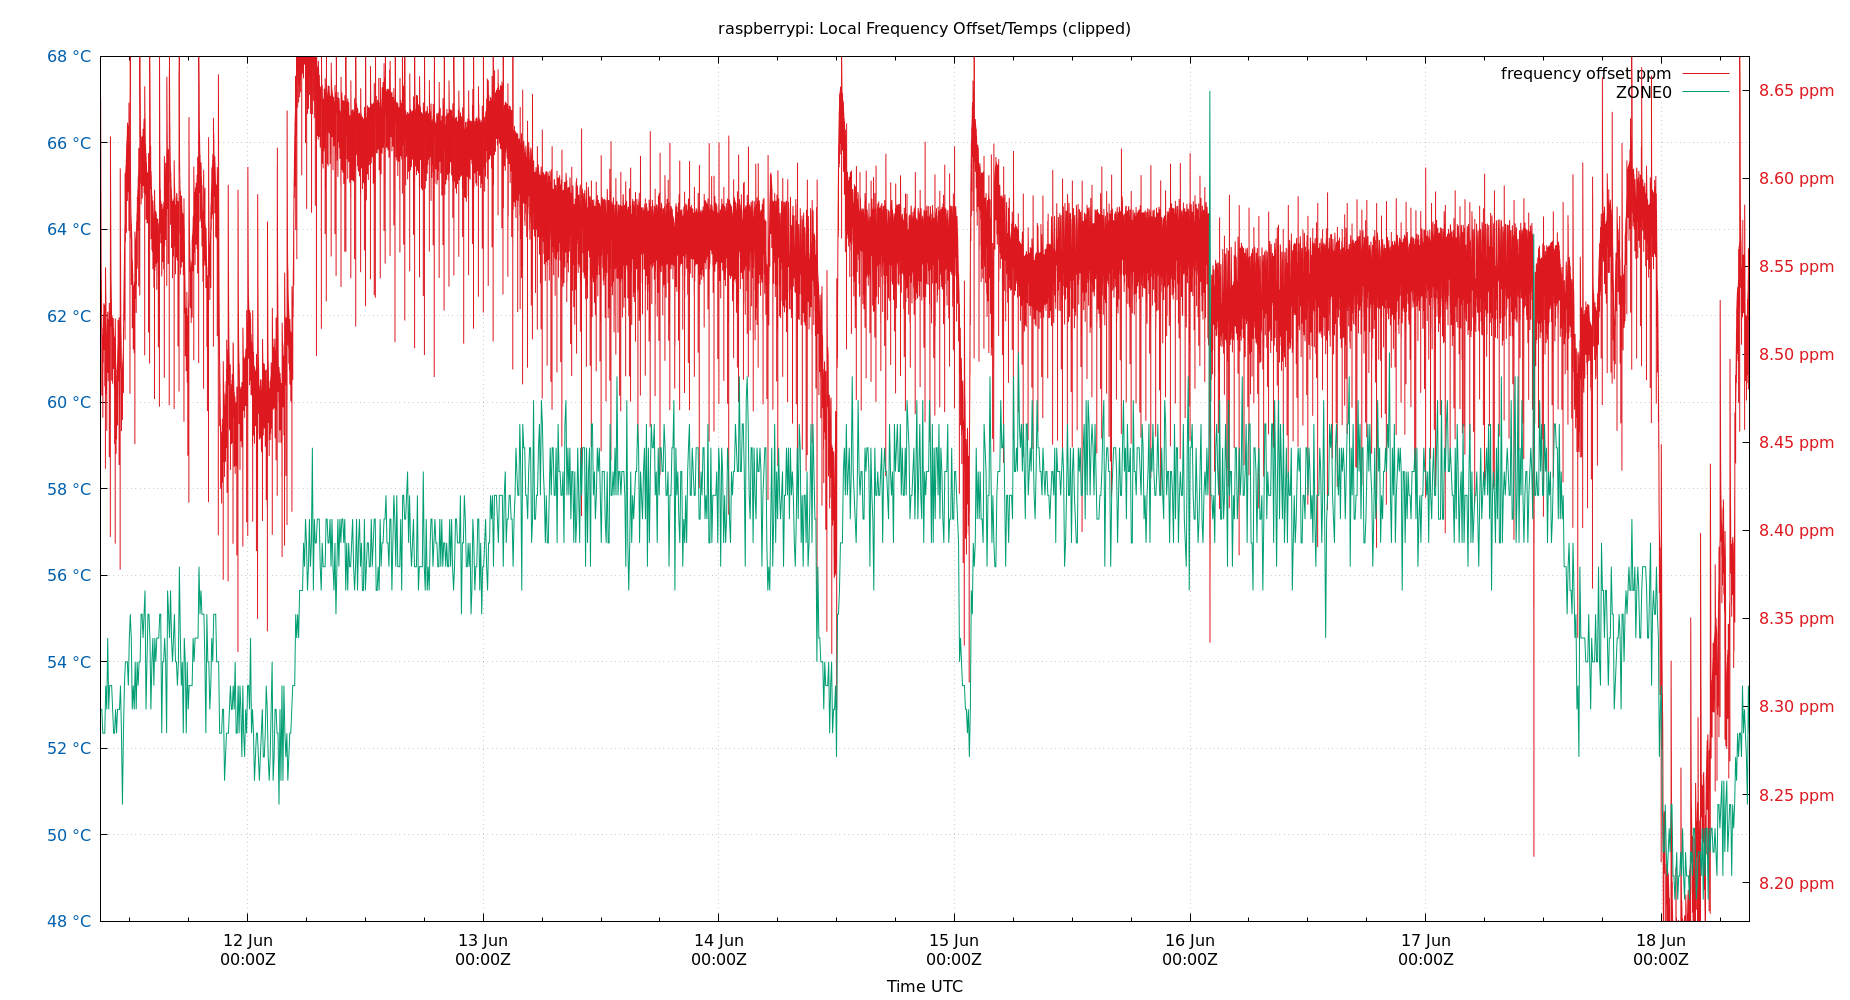 raspberrypi: Local Frequency Offset/Temps (clipped)
68 °C
66 °C
64 °C
62 °C
60 °C
58 °C
56 °C
54 °C
52 °C
50 °C
48 °C
frequency offset ppm
ZONE0
8.65 ppm
8.60 ppm
8.55 ppm
8.50 ppm
8.45 ppm
8.40 ppm
8.35 ppm
8.30 ppm
8.25 ppm
8.20 ppm
12 Jun 13 Jun 14 Jun 15 Jun 16 Jun 17 Jun 18 Jun
00:00Z 00:00Z 00:00Z 00:00Z 00:00Z 00:00Z 00:00Z
Time UTC